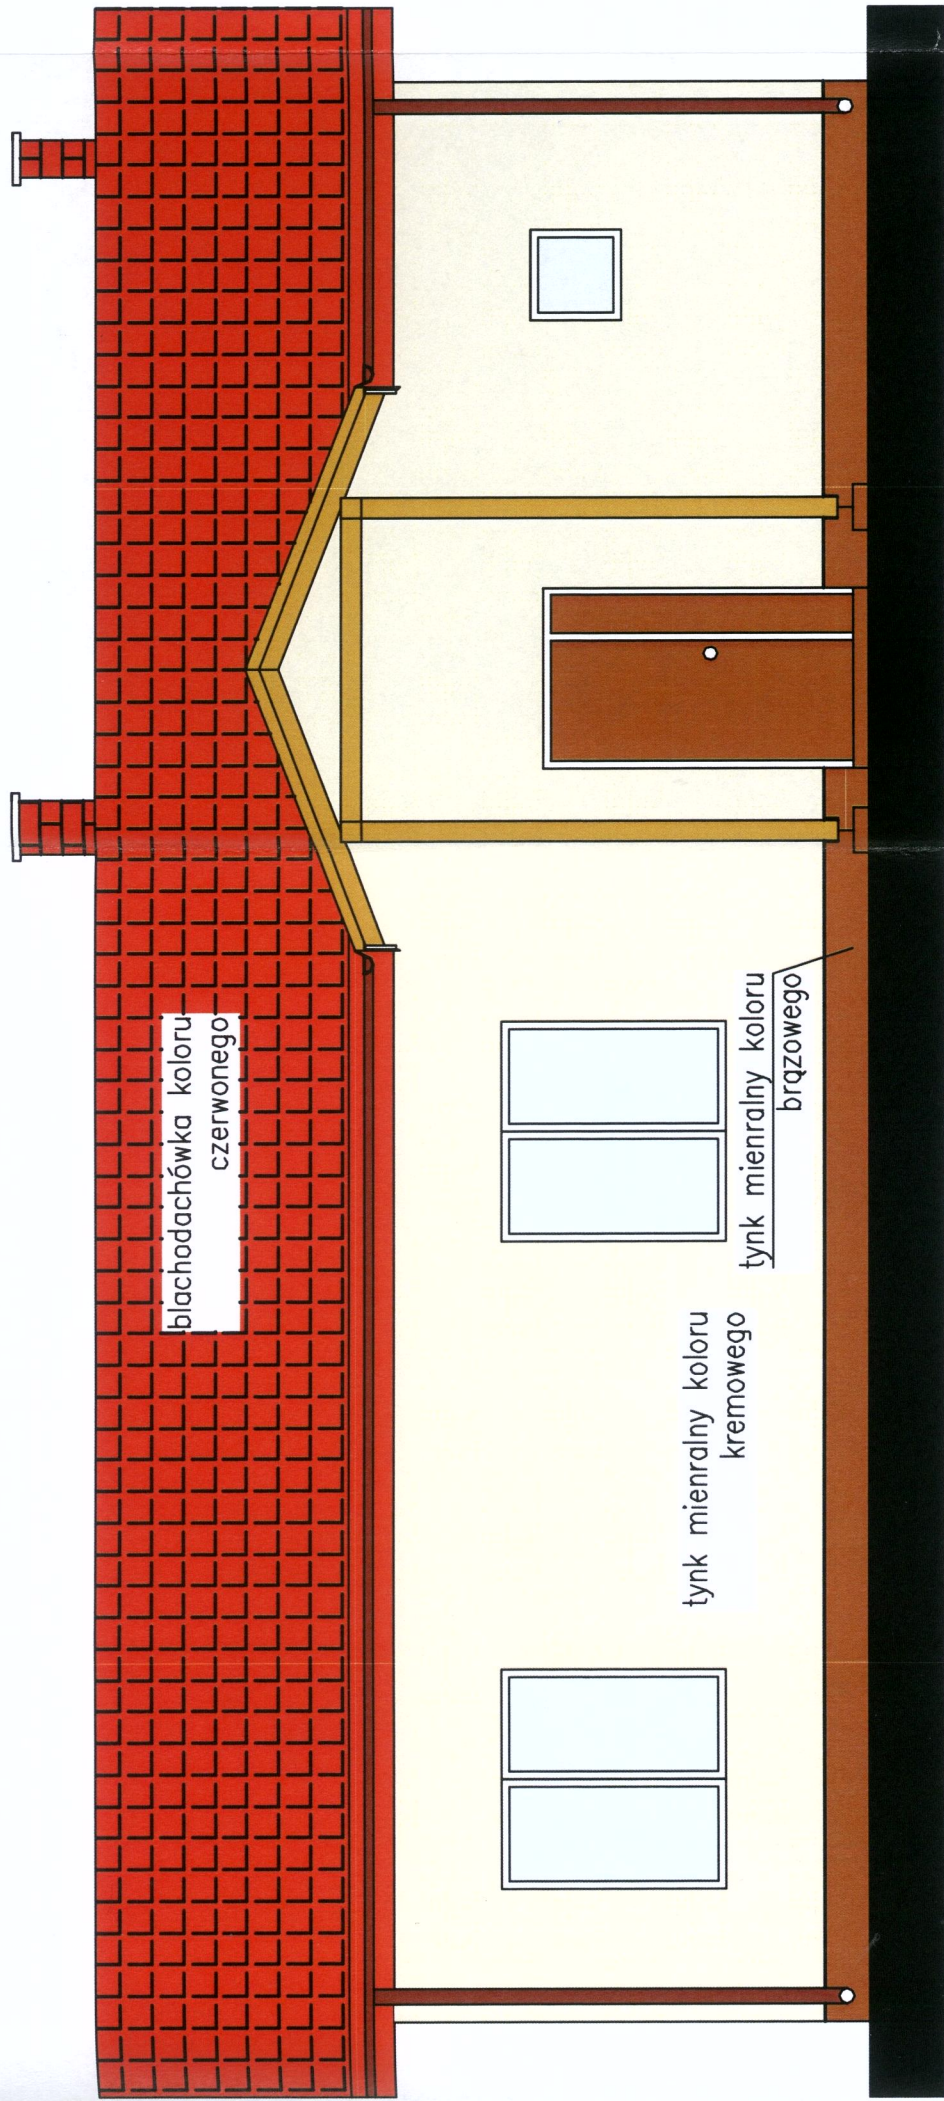 blachodachówka koloru
czerwonego
tynk mienralny koloru
kremowego
tynk mienralny koloru
brązowego